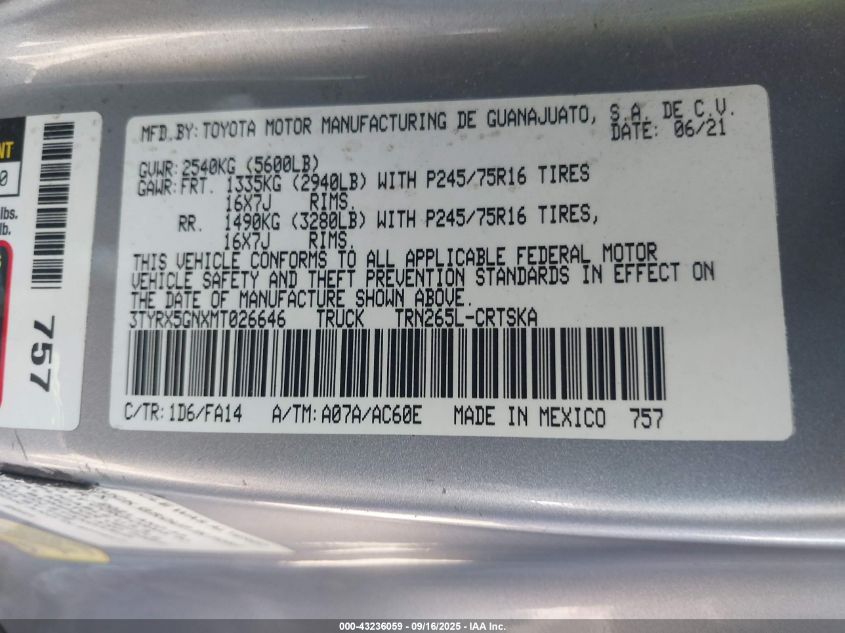 MFD.BY:TOYOTA MOTOR MANUFACTURING DE GUANAJUATO, S.A. DE C.V.
DATE: 06/21
GVWR:2540KG (5600LB)
GAWR:FRT. 1335KG (2940LB) WITH P245/75R16 TIRES
16X7J RIMS.
RR. 1490KG (3280LB) WITH P245/75R16 TIRES,
16X7J RIMS.
THIS VEHICLE CONFORMS TO ALL APPLICABLE FEDERAL MOTOR
VEHICLE SAFETY AND THEFT PREVENTION STANDARDS IN EFFECT ON
THE DATE OF MANUFACTURE SHOWN ABOVE.
3TYRX5GNXMT026646 TRUCK TRN265L-CRTSKA
C/TR:1D6/FA14 A/TM:A07A/AC60E MADE IN MEXICO 757
NT
0
lbs.
lb.
757
000-43236059 - 09/16/2025 - IAA Inc.